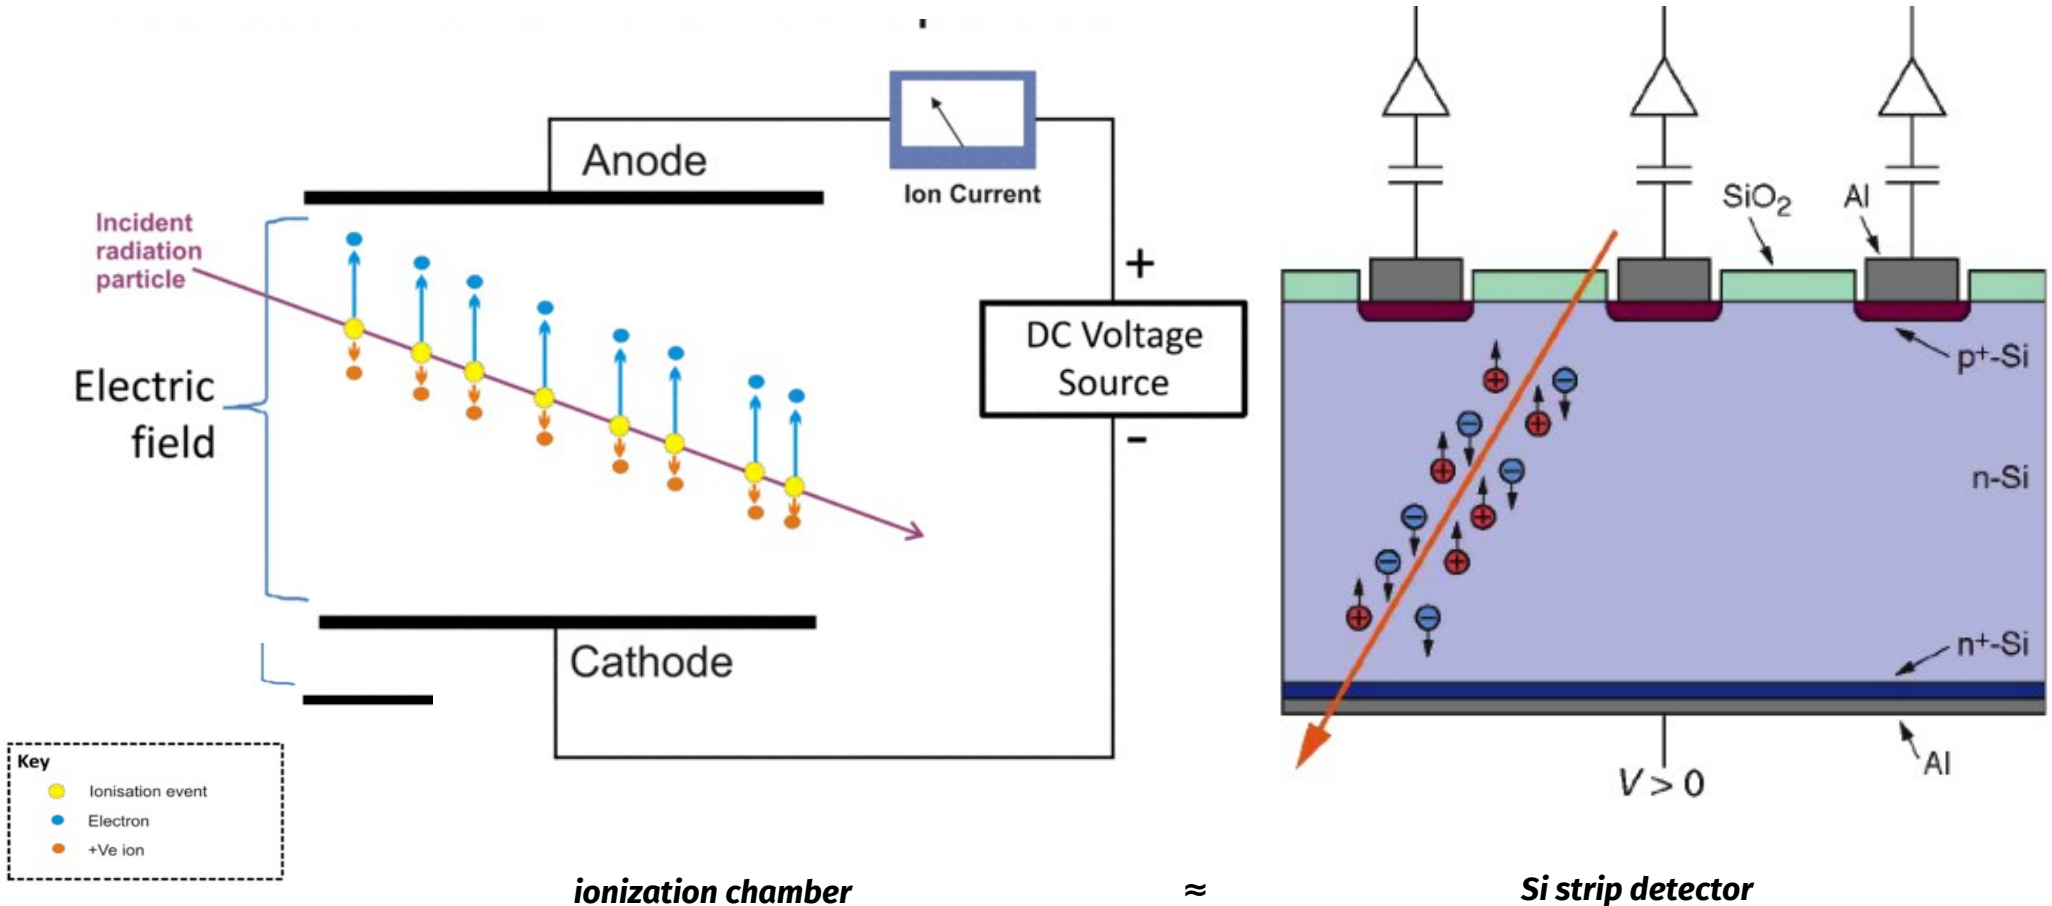 Anode
Ion Current
Incident
radiation
particle
Electric
field
+
DC Voltage
Source
–
Cathode
Key
Ionisation event
Electron
+Ve ion
ionization chamber
≈
SiO₂
Al
p⁺-Si
n-Si
n⁺-Si
Al
V > 0
Si strip detector